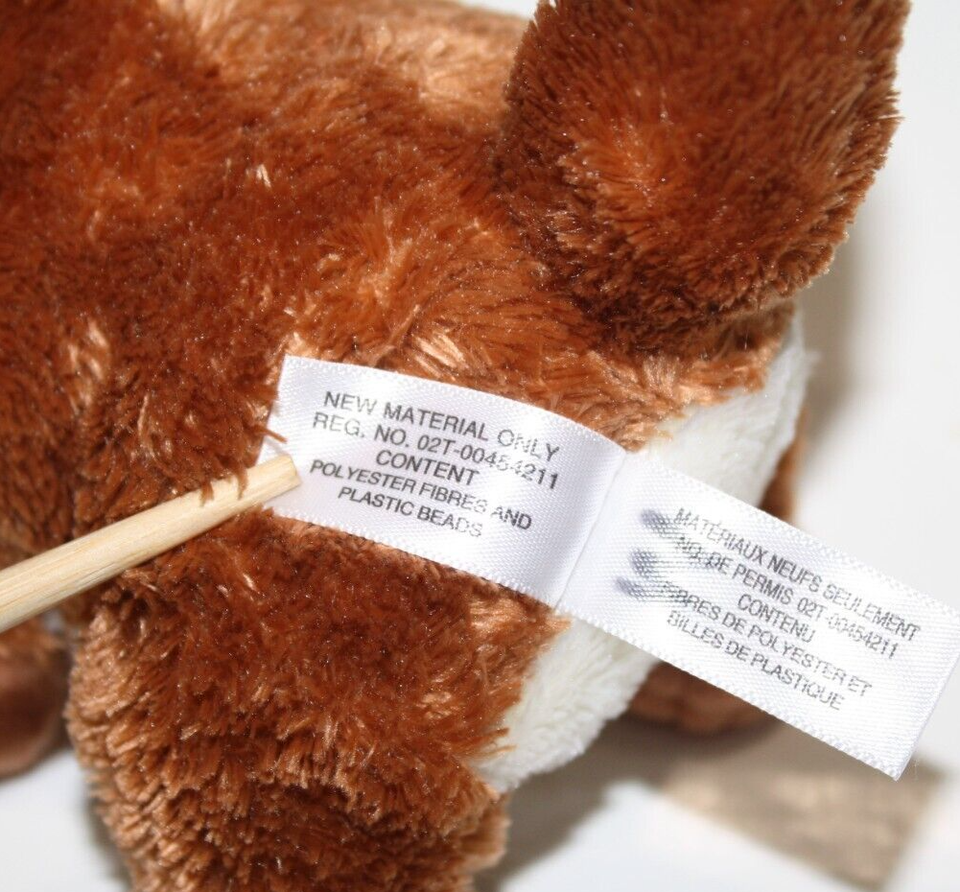 NEW MATERIAL ONLY
REG. NO. 02T-00454211
CONTENT
POLYESTER FIBRES AND
PLASTIC BEADS
MATÉRIAUX NEUFS SEULEMENT
NO. DE PERMIS 02T-00454211
CONTENU
FIBRES DE POLYESTER ET
BILLES DE PLASTIQUE